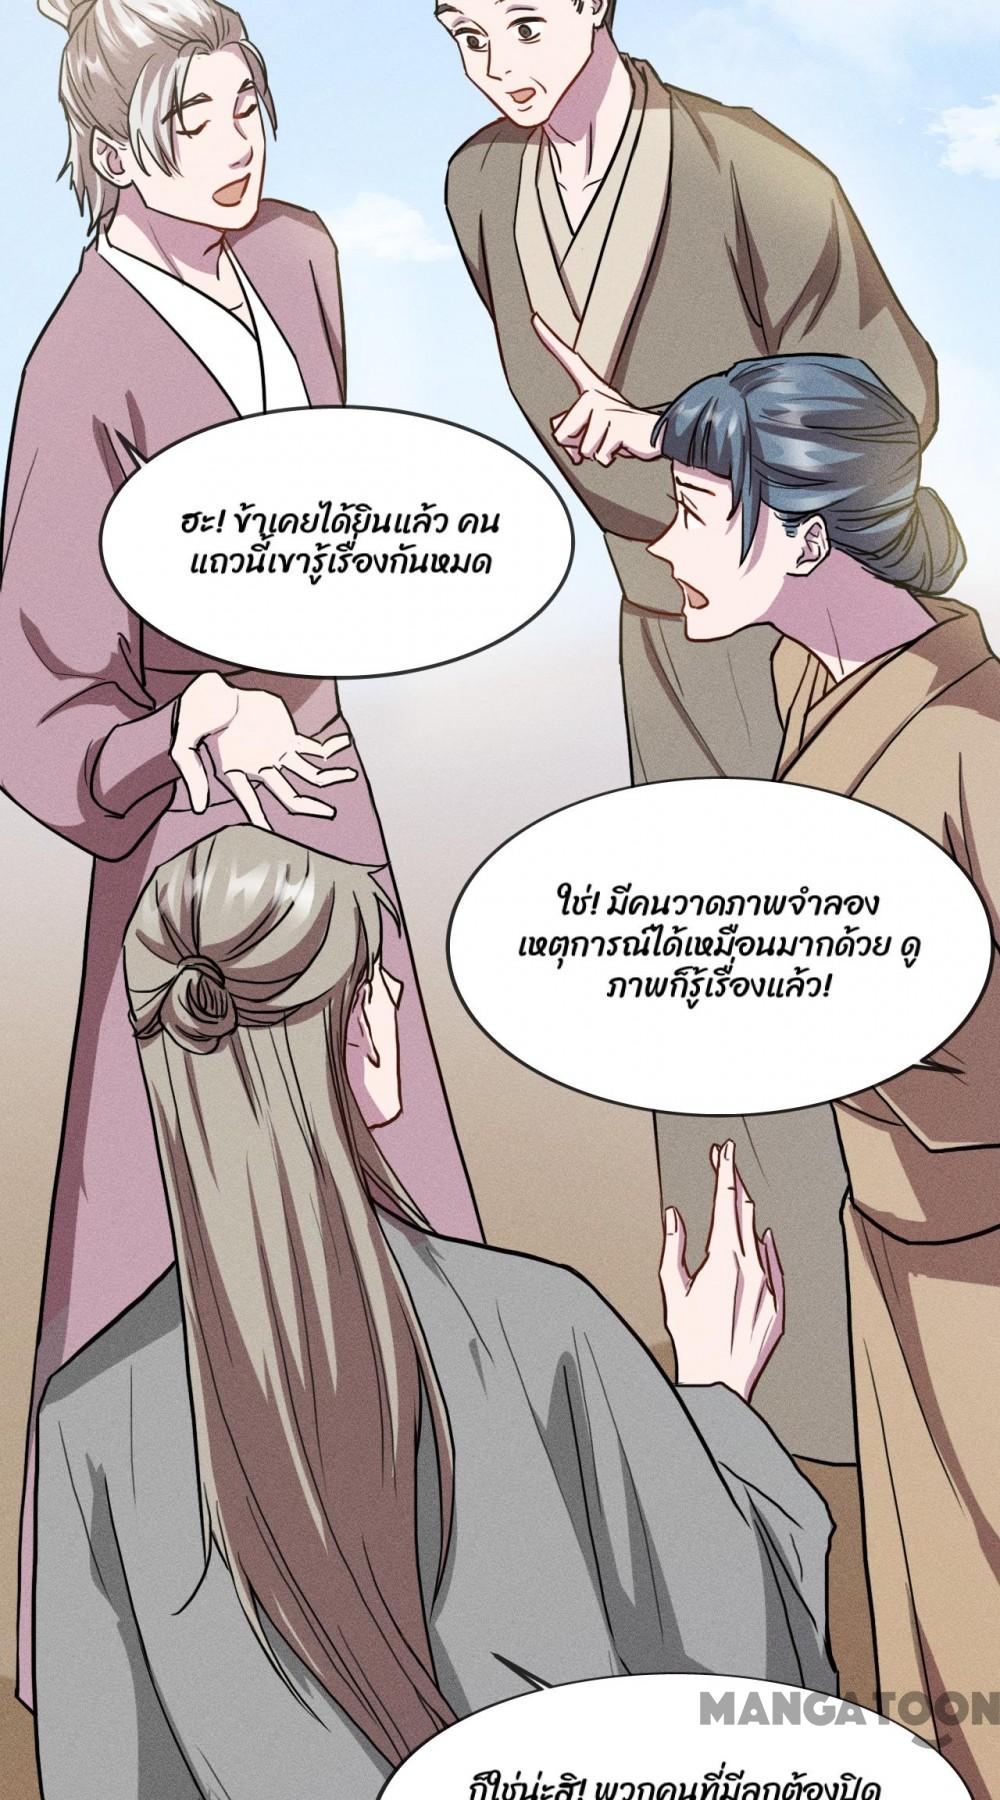 ฮะ! ข้าเคยได้ยินแล้ว คน
แถวนี้เขารู้เรื่องกันหมด
ใช่! มีคนวาดภาพจำลอง
เหตุการณ์ได้เหมือนมากด้วย ดู
ภาพก็รู้เรื่องแล้ว!
MANGATOON
ก็ใช่น่ะสิ! พวกคนที่มีลูกต้องปิด